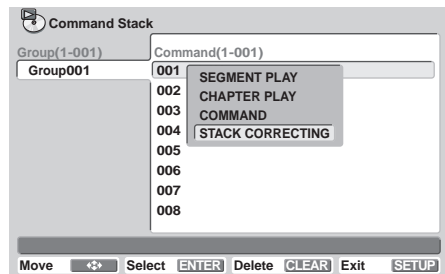 Command Stack
Group(1-001) Command(1-001)
Group001 001
SEGMENT PLAY
002
CHAPTER PLAY
003
COMMAND
004
STACK CORRECTING
005
006
007
008
Move Select ENTER Delete CLEAR Exit SETUP